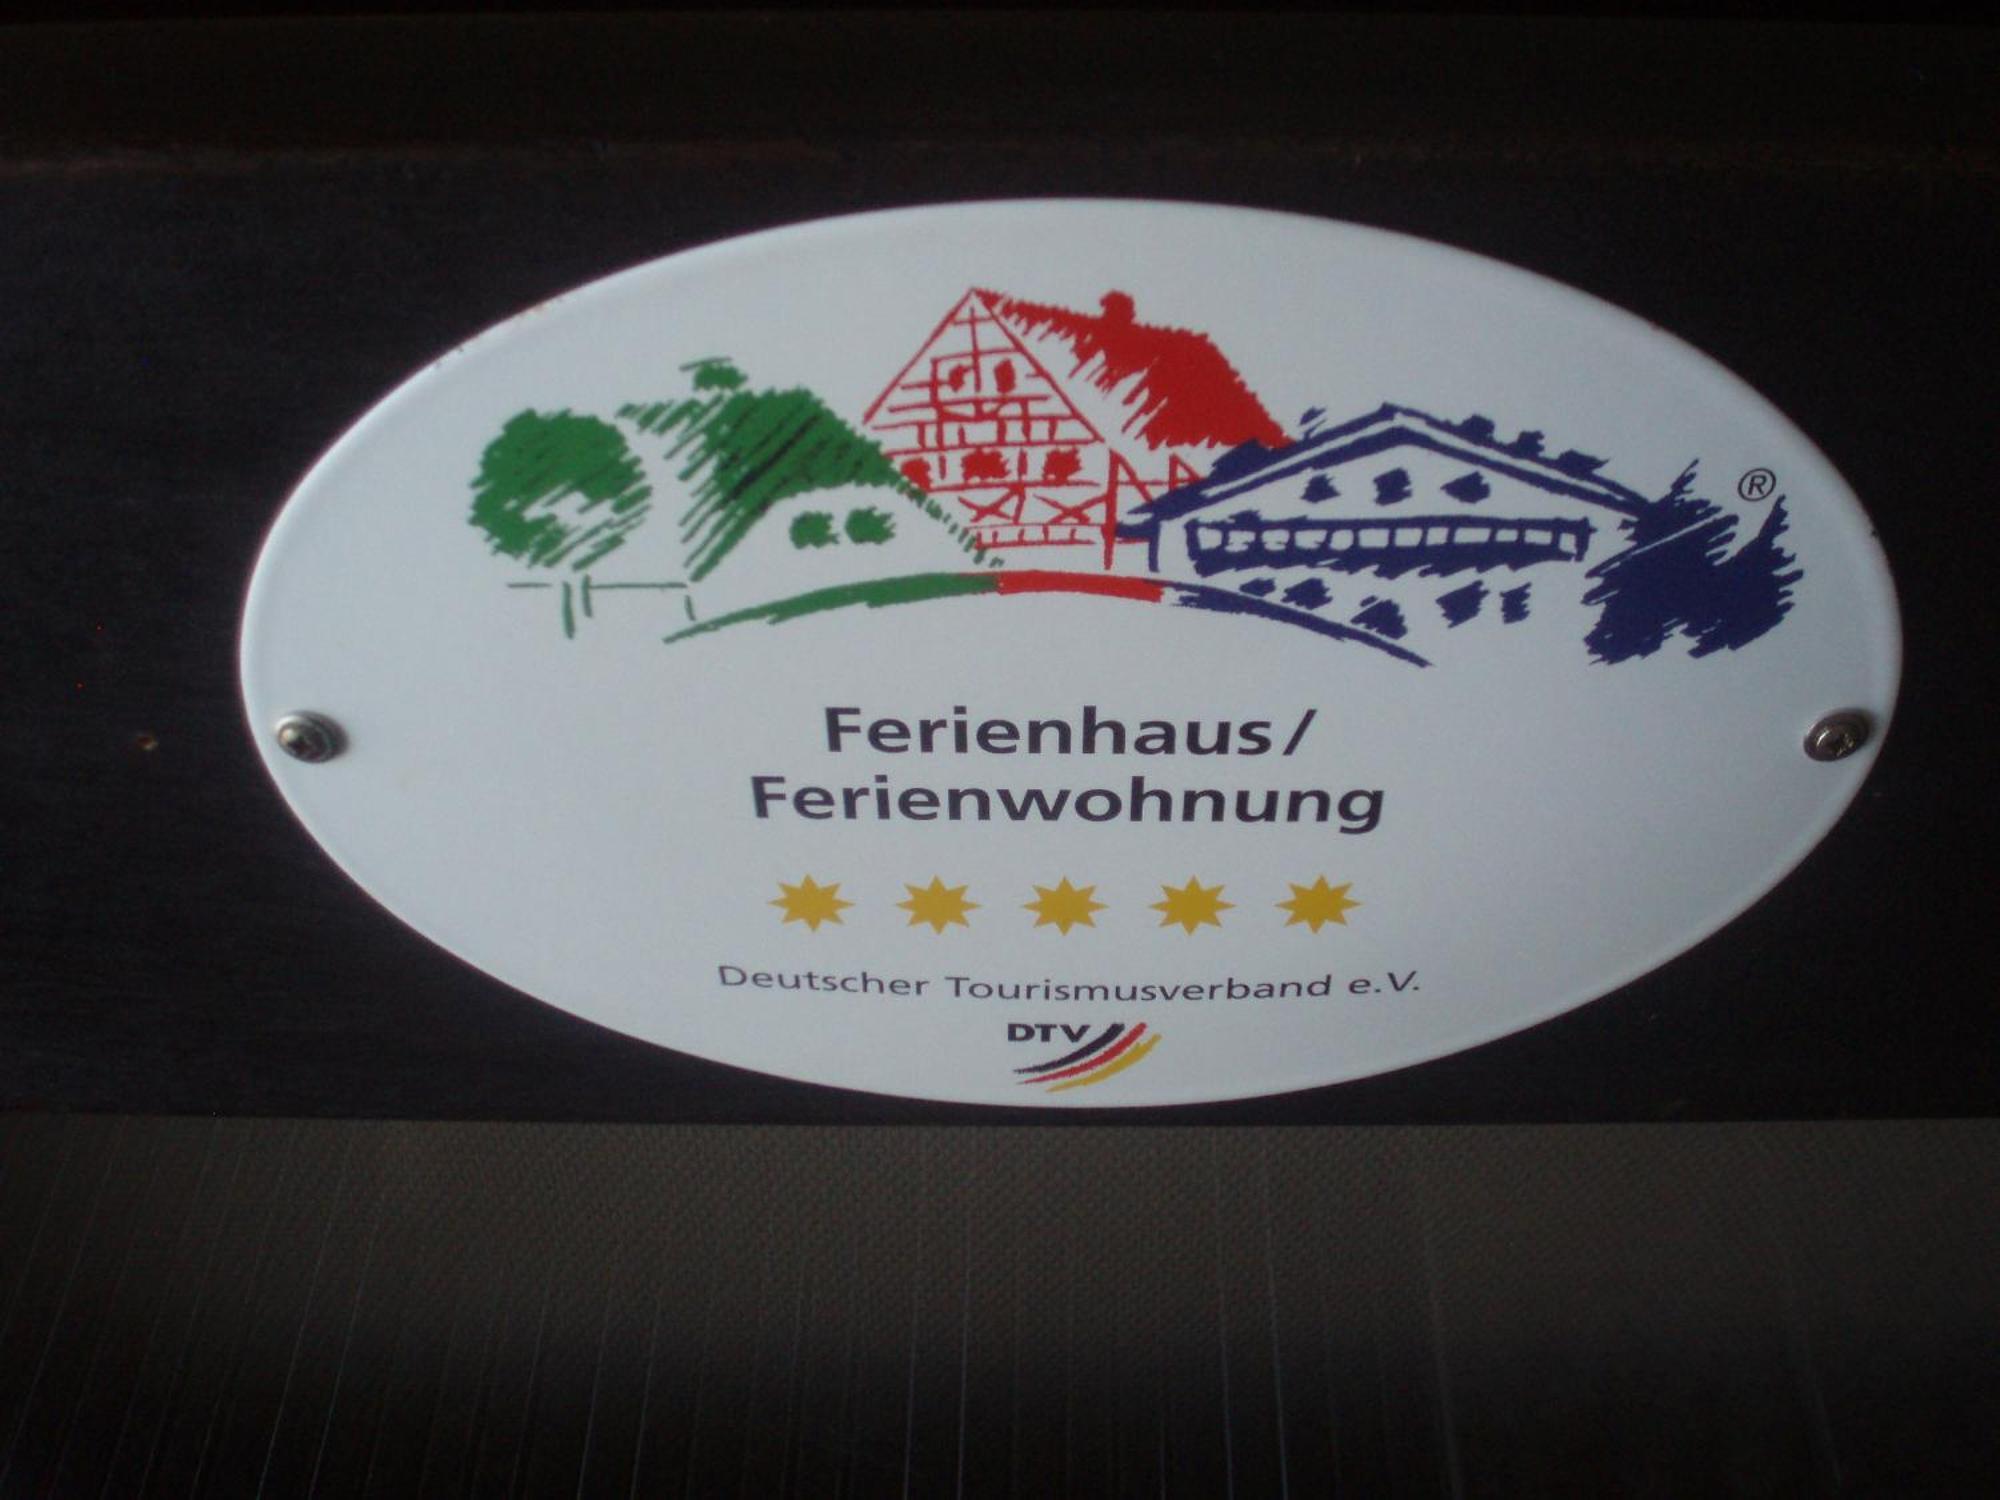 ®
Ferienhaus/
Ferienwohnung
Deutscher Tourismusverband e.V.
DTV